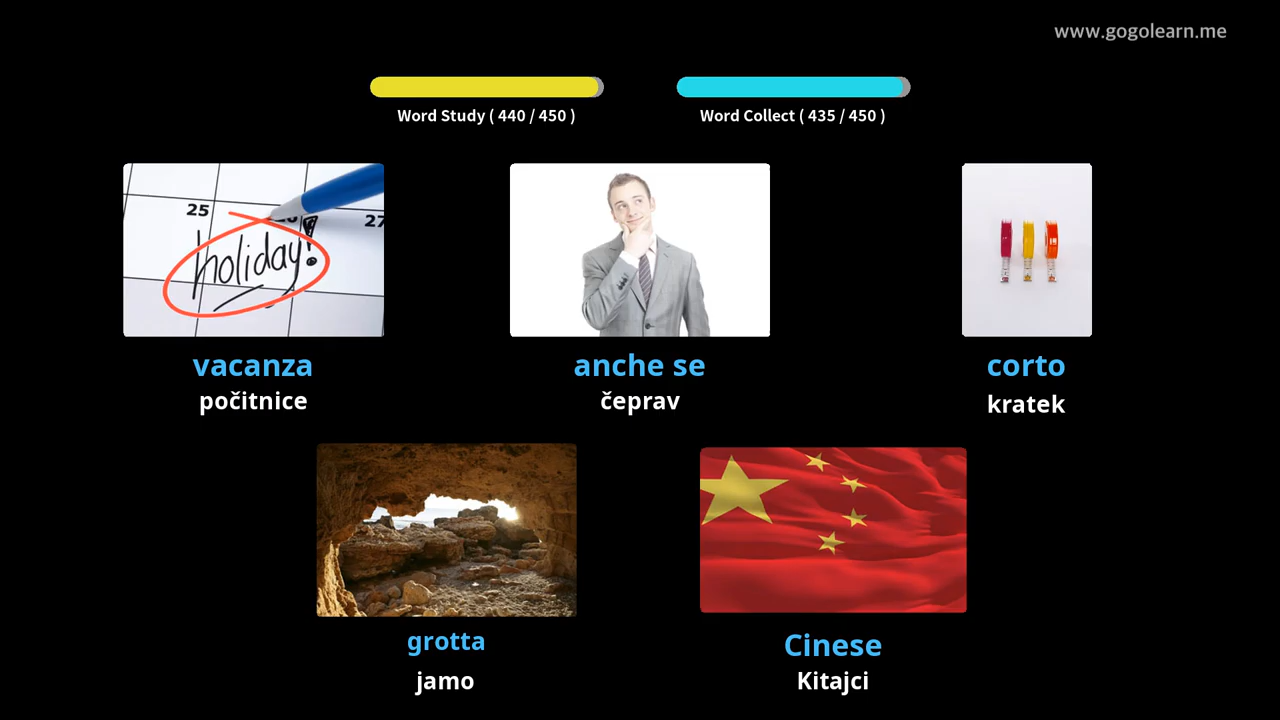 www.gogolearn.me
Word Study ( 440 / 450 )
Word Collect ( 435 / 450 )
25
27
holiday!
vacanza
počitnice
anche se
čeprav
corto
kratek
grotta
jamo
Cinese
Kitajci